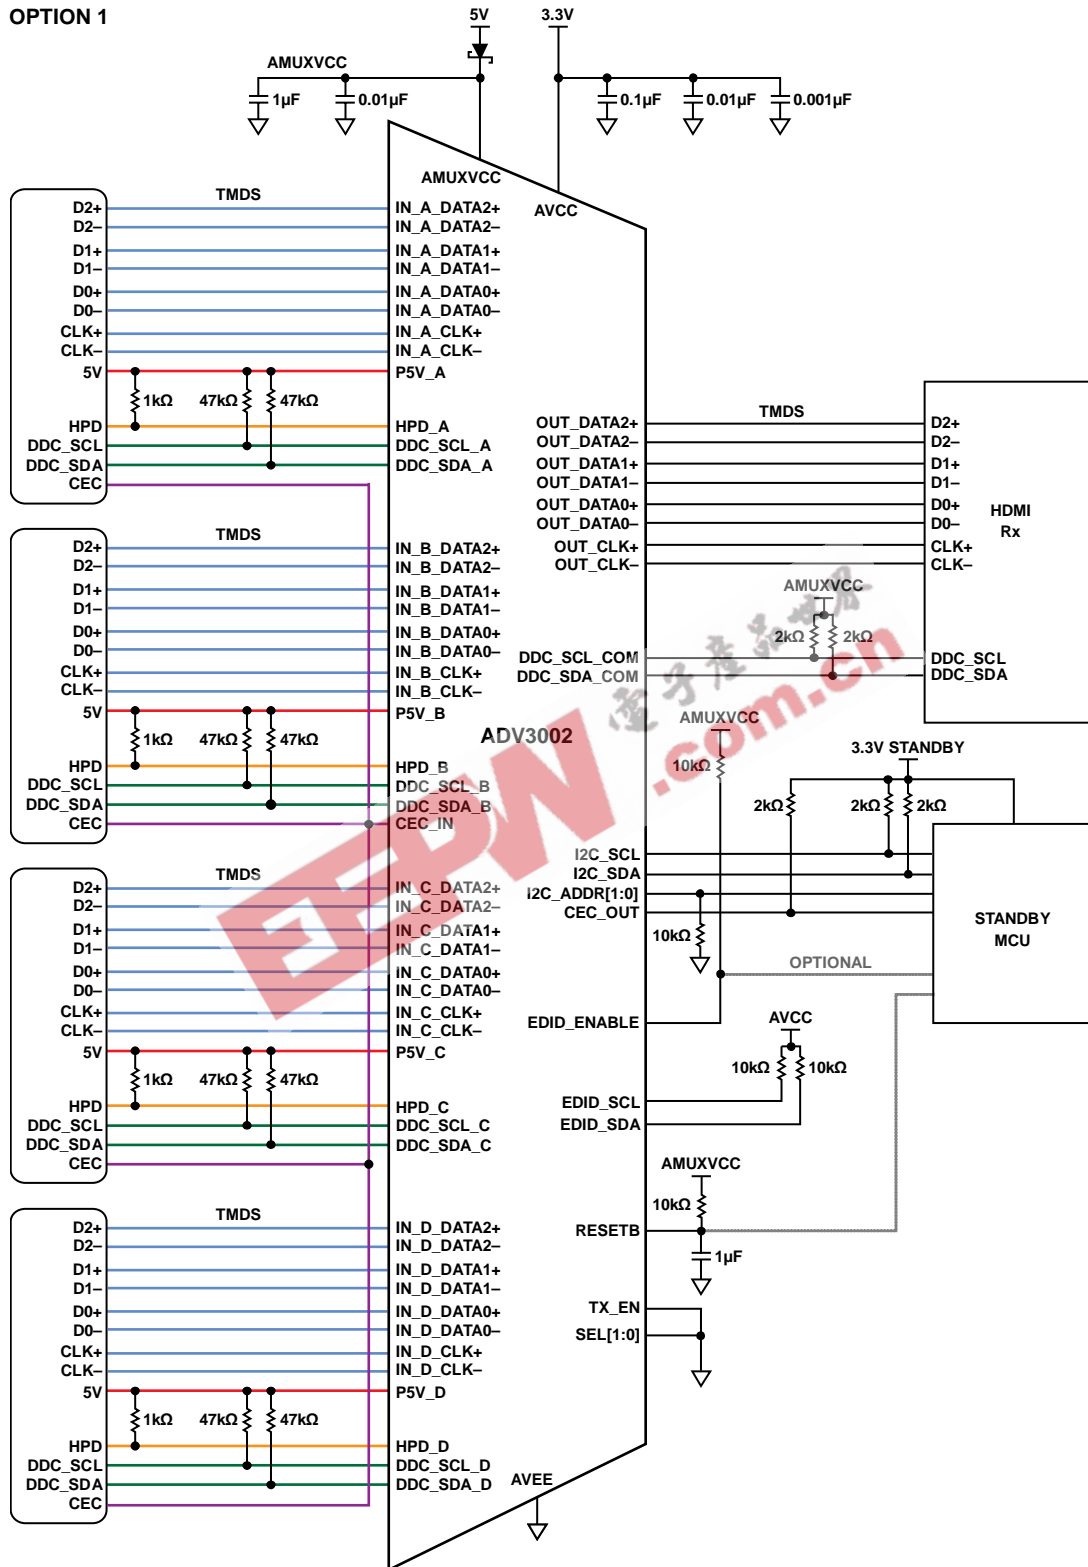 OPTION 1
5V
3.3V
AMUXVCC
1µF
0.01µF
0.1µF
0.01µF
0.001µF
AMUXVCC
AVCC
TMDS
D2+
IN_A_DATA2+
D2–
IN_A_DATA2–
D1+
IN_A_DATA1+
D1–
IN_A_DATA1–
D0+
IN_A_DATA0+
D0–
IN_A_DATA0–
CLK+
IN_A_CLK+
CLK–
IN_A_CLK–
5V
P5V_A
1kΩ
47kΩ
47kΩ
HPD
HPD_A
DDC_SCL
DDC_SCL_A
DDC_SDA
DDC_SDA_A
CEC
TMDS
D2+
IN_B_DATA2+
D2–
IN_B_DATA2–
D1+
IN_B_DATA1+
D1–
IN_B_DATA1–
D0+
IN_B_DATA0+
D0–
IN_B_DATA0–
CLK+
IN_B_CLK+
CLK–
IN_B_CLK–
5V
P5V_B
1kΩ
47kΩ
47kΩ
HPD
HPD_B
DDC_SCL
DDC_SCL_B
DDC_SDA
DDC_SDA_B
CEC
CEC_IN
TMDS
D2+
IN_C_DATA2+
D2–
IN_C_DATA2–
D1+
IN_C_DATA1+
D1–
IN_C_DATA1–
D0+
IN_C_DATA0+
D0–
IN_C_DATA0–
CLK+
IN_C_CLK+
CLK–
IN_C_CLK–
5V
P5V_C
1kΩ
47kΩ
47kΩ
HPD
HPD_C
DDC_SCL
DDC_SCL_C
DDC_SDA
DDC_SDA_C
CEC
TMDS
D2+
IN_D_DATA2+
D2–
IN_D_DATA2–
D1+
IN_D_DATA1+
D1–
IN_D_DATA1–
D0+
IN_D_DATA0+
D0–
IN_D_DATA0–
CLK+
IN_D_CLK+
CLK–
IN_D_CLK–
5V
P5V_D
1kΩ
47kΩ
47kΩ
HPD
HPD_D
DDC_SCL
DDC_SCL_D
DDC_SDA
DDC_SDA_D
CEC
ADV3002
AVEE
TMDS
OUT_DATA2+
D2+
OUT_DATA2–
D2–
OUT_DATA1+
D1+
OUT_DATA1–
D1–
OUT_DATA0+
D0+
OUT_DATA0–
D0–
OUT_CLK+
CLK+
OUT_CLK–
CLK–
HDMI
Rx
AMUXVCC
2kΩ
2kΩ
DDC_SCL_COM
DDC_SCL
DDC_SDA_COM
DDC_SDA
AMUXVCC
10kΩ
3.3V STANDBY
2kΩ
2kΩ
2kΩ
I2C_SCL
I2C_SDA
I2C_ADDR[1:0]
CEC_OUT
10kΩ
STANDBY
MCU
OPTIONAL
EDID_ENABLE
AVCC
10kΩ
10kΩ
EDID_SCL
EDID_SDA
AMUXVCC
10kΩ
RESETB
1µF
TX_EN
SEL[1:0]
EEPW
電子産品世界
.com.cn